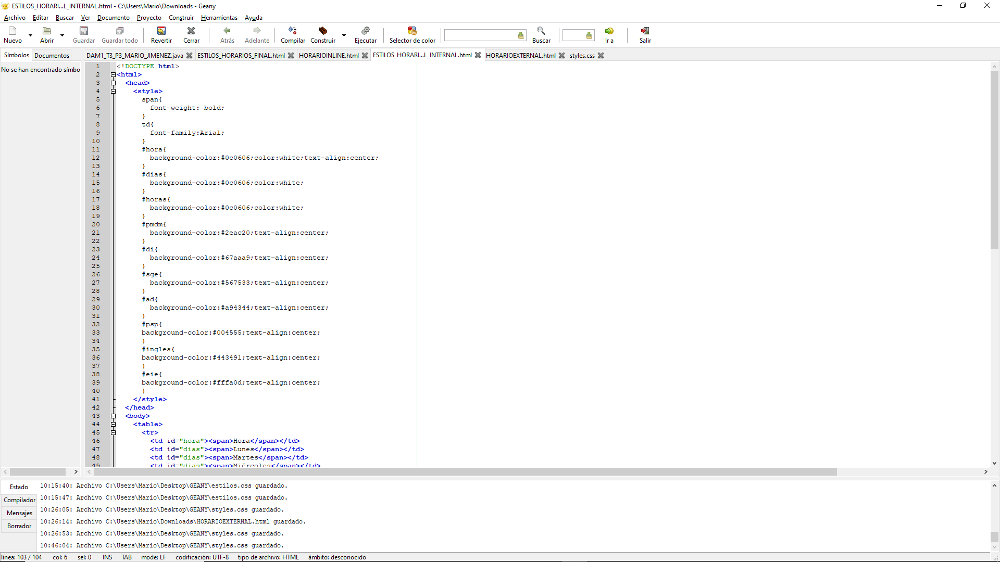 ESTILOS_HORARI...L_INTERNAL.html - C:\Users\Mario\Downloads - Geany
Archivo Editar Buscar Ver Documento Proyecto Construir Herramientas Ayuda
Nuevo Abrir Guardar Guardar todo Revertir Cerrar Atrás Adelante Compilar Construir Ejecutar Selector de color Buscar Ir a Salir
Símbolos Documentos DAM1_T3_P3_MARIO_JIMENEZ.java ESTILOS_HORARIOS_FINAL.html HORARIOINLINE.html ESTILOS_HORARI...L_INTERNAL.html HORARIOEXTERNAL.html styles.css
No se han encontrado símbo
1 <!DOCTYPE html>
2 <html>
3 <head>
4 <style>
5 span{
6 font-weight: bold;
7 }
8 td{
9 font-family:Arial;
10 }
11 #hora{
12 background-color:#0c0606;color:white;text-align:center;
13 }
14 #dias{
15 background-color:#0c0606;color:white;
16 }
17 #horas{
18 background-color:#0c0606;color:white;
19 }
20 #pmdm{
21 background-color:#2eac20;text-align:center;
22 }
23 #di{
24 background-color:#67aaa9;text-align:center;
25 }
26 #sge{
27 background-color:#567533;text-align:center;
28 }
29 #ad{
30 background-color:#a94344;text-align:center;
31 }
32 #psp{
33 background-color:#004555;text-align:center;
34 }
35 #ingles{
36 background-color:#443491;text-align:center;
37 }
38 #eie{
39 background-color:#fffa0d;text-align:center;
40 }
41 </style>
42 </head>
43 <body>
44 <table>
45 <tr>
46 <td id="hora"><span>Hora</span></td>
47 <td id="dias"><span>Lunes</span></td>
48 <td id="dias"><span>Martes</span></td>
49 <td id="dias"><span>Miércoles</span></td>
Estado
Compilador
Mensajes
Borrador
10:15:40: Archivo C:\Users\Mario\Desktop\GEANY\estilos.css guardado.
10:15:47: Archivo C:\Users\Mario\Desktop\GEANY\estilos.css guardado.
10:26:05: Archivo C:\Users\Mario\Desktop\GEANY\styles.css guardado.
10:26:14: Archivo C:\Users\Mario\Downloads\HORARIOEXTERNAL.html guardado.
10:26:53: Archivo C:\Users\Mario\Desktop\GEANY\styles.css guardado.
10:46:04: Archivo C:\Users\Mario\Desktop\GEANY\styles.css guardado.
línea: 103 / 104 col: 6 sel: 0 INS TAB mode: LF codificación: UTF-8 tipo de archivo: HTML ámbito: desconocido